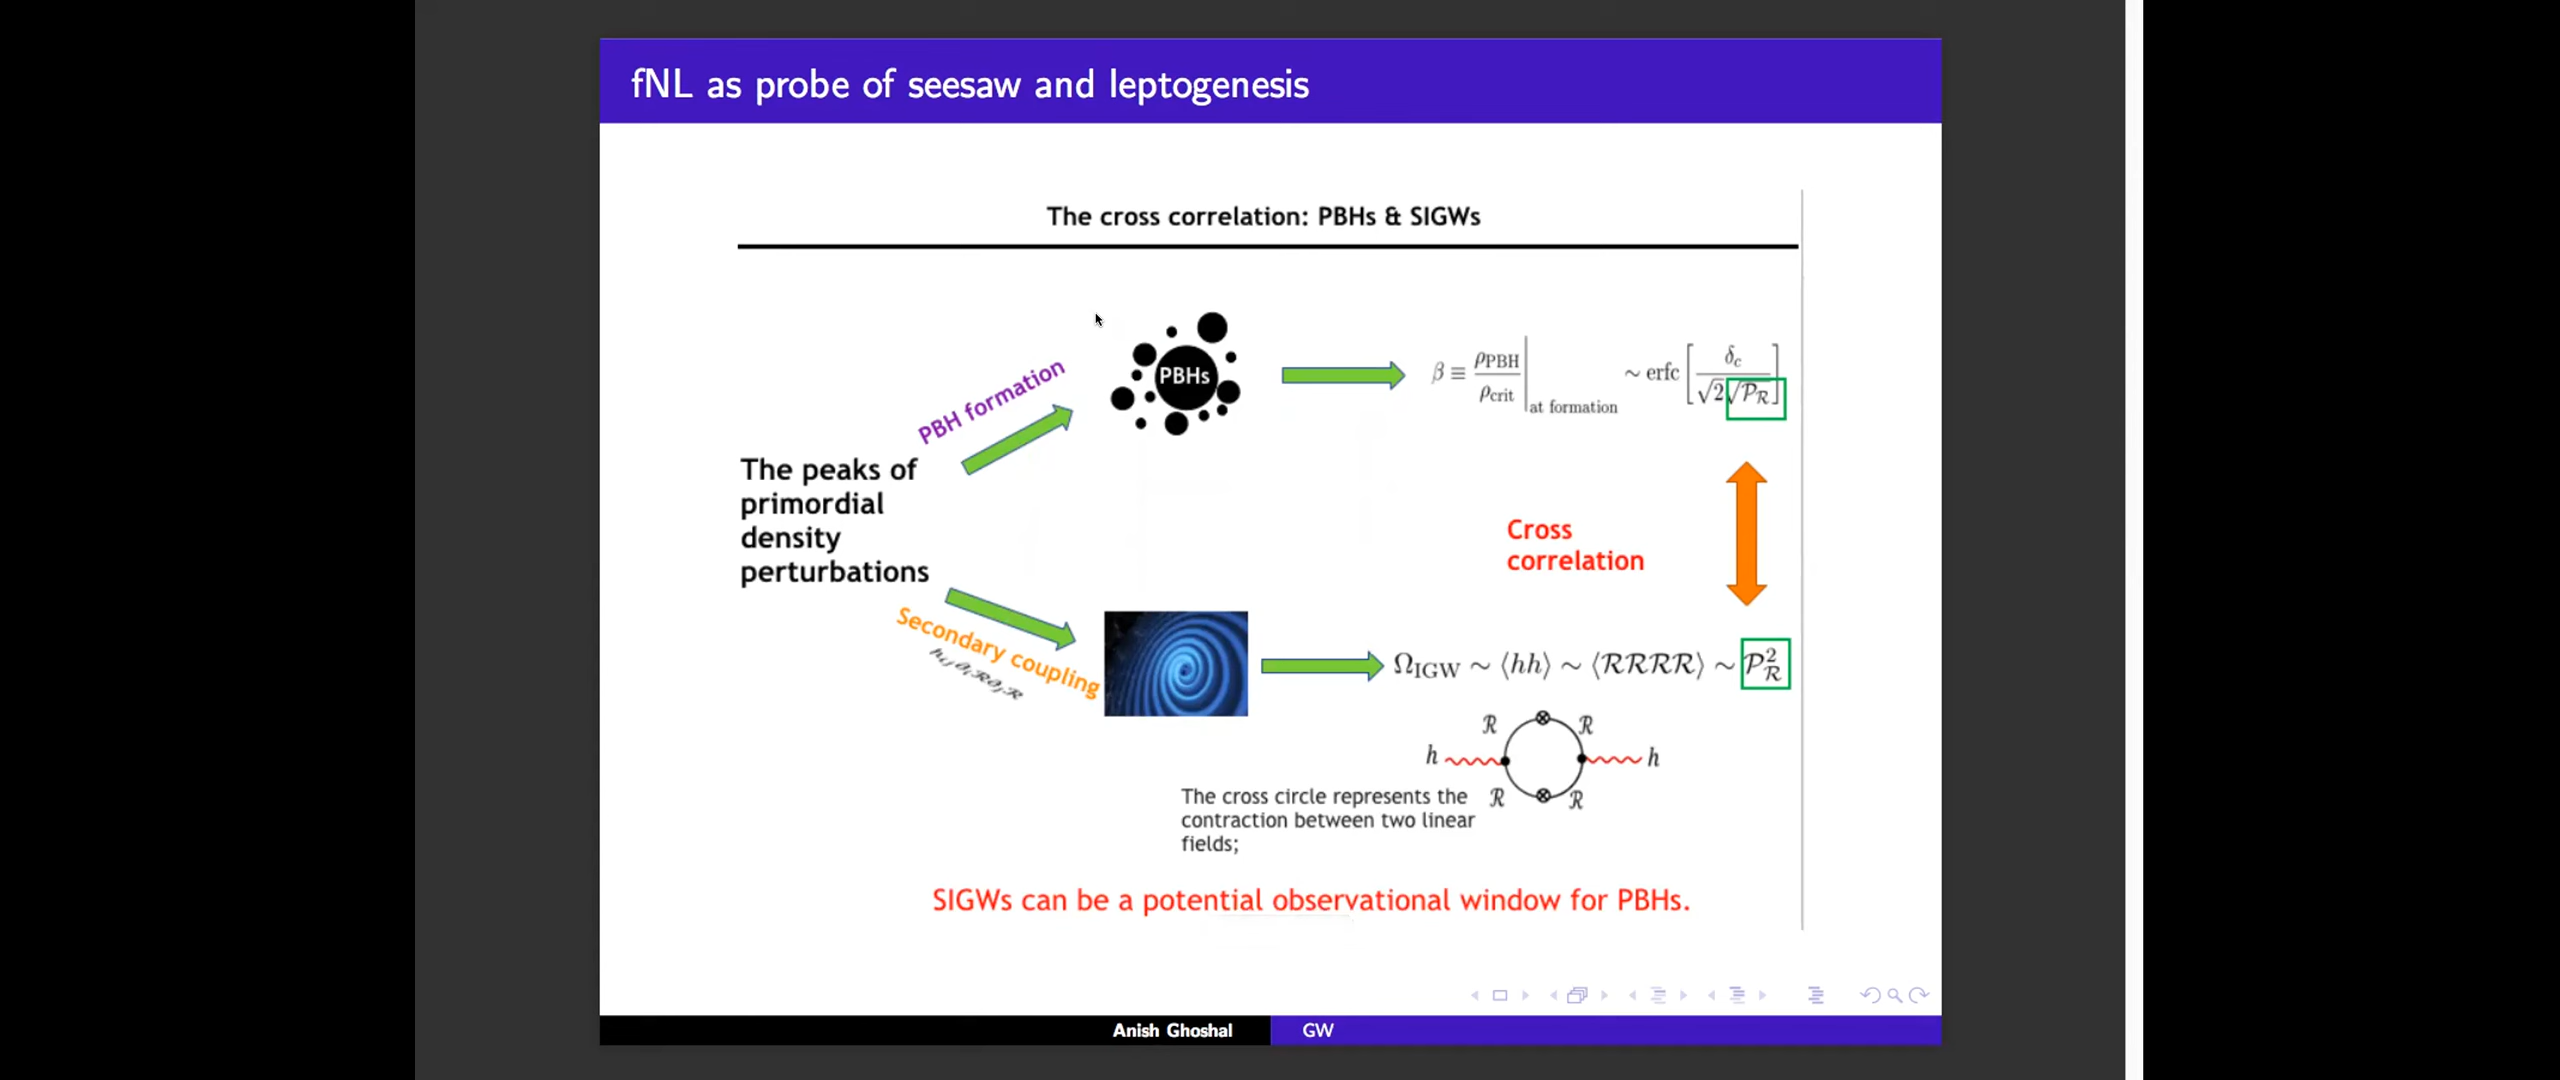 fNL as probe of seesaw and leptogenesis
The cross correlation: PBHs & SIGWs
PBH formation
PBHs
β ≡ ρPBH / ρcrit |at formation ∼ erfc [ δc / √2√𝒫ℛ ]
The peaks of
primordial
density
perturbations
Cross
correlation
Secondary coupling
ΩIGW ∼ ⟨hh⟩ ∼ ⟨ℛℛℛℛ⟩ ∼ 𝒫²ℛ
ℛ ℛ
h h
ℛ ℛ
The cross circle represents the
contraction between two linear
fields;
SIGWs can be a potential observational window for PBHs.
Anish Ghoshal GW